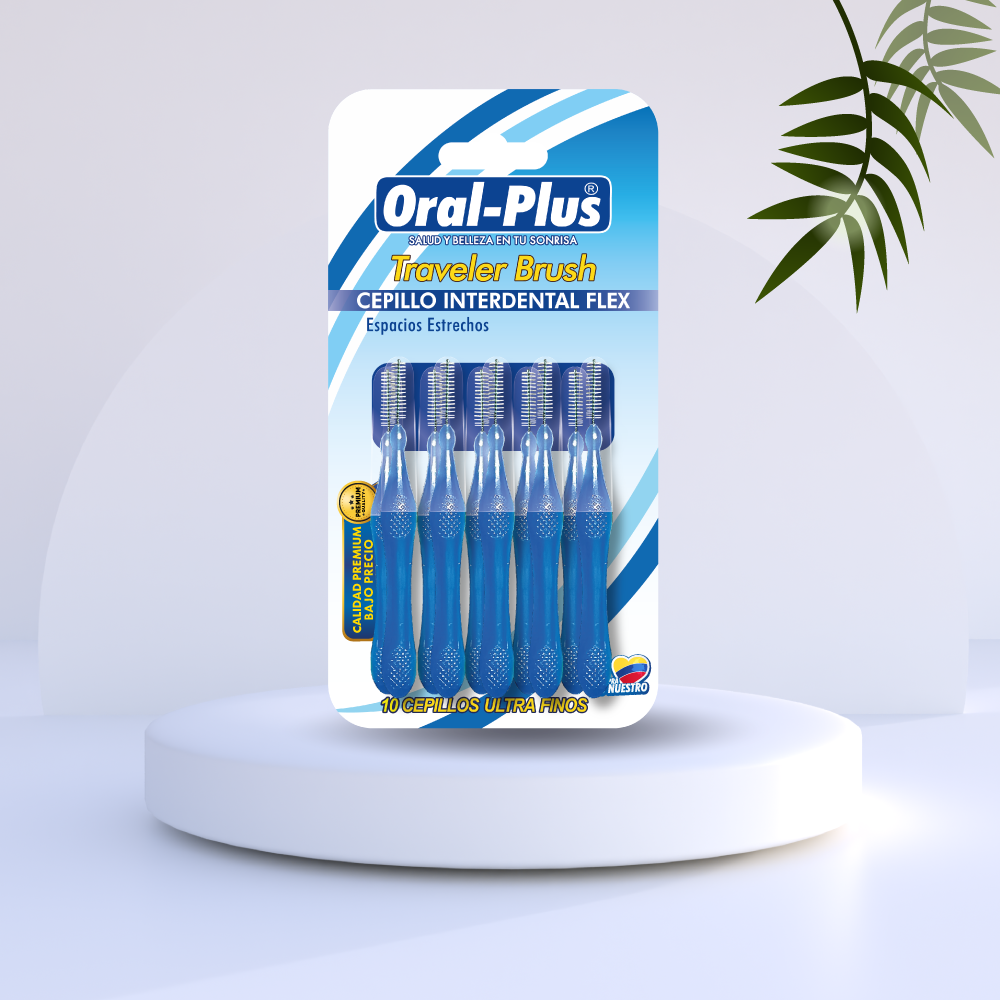 Oral-Plus®
SALUD Y BELLEZA EN TU SONRISA
Traveler Brush
CEPILLO INTERDENTAL FLEX
Espacios Estrechos
PREMIUM
QUALITY
CALIDAD PREMIUM
BAJO PRECIO
NUESTRO
10 CEPILLOS ULTRA FINOS